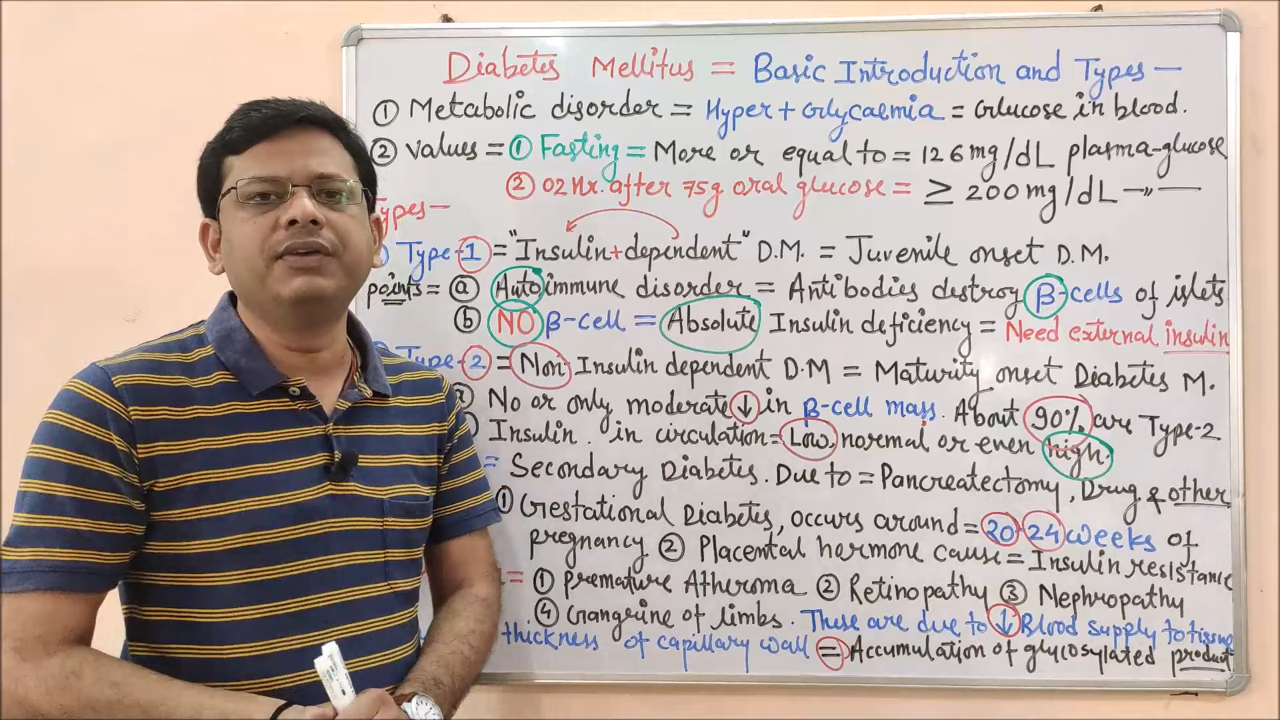 Diabetes Mellitus = Basic Introduction and Types —
① Metabolic disorder = Hyper + Glycaemia = Glucose in blood.
② values = ① Fasting = More or equal to = 126 mg/dL plasma-glucose
② 02 Hr. after 75g oral glucose = ≥ 200 mg/dL —〃—
Types —
Type-1 = "Insulin + dependent" D.M. = Juvenile onset D.M.
points = ⓐ Autoimmune disorder = Antibodies destroy β-cells of islets
ⓑ NO β-cell = Absolute Insulin deficiency = Need external insulin
Type-2 = Non Insulin dependent D.M = Maturity onset Diabetes M.
No or only moderate ↓ in β-cell mass. About 90% are Type-2
Insulin in circulation = Low, normal or even high.
= Secondary Diabetes. Due to = Pancreatectomy, Drug & other
① Gestational Diabetes, occurs around = 20-24 weeks of
pregnancy ② Placental hormone cause = Insulin resistance
= ① Premature Atheroma ② Retinopathy ③ Nephropathy
④ Gangrine of limbs. These are due to ↓ Blood supply to tissue
thickness of capillary wall = Accumulation of glycosylated product